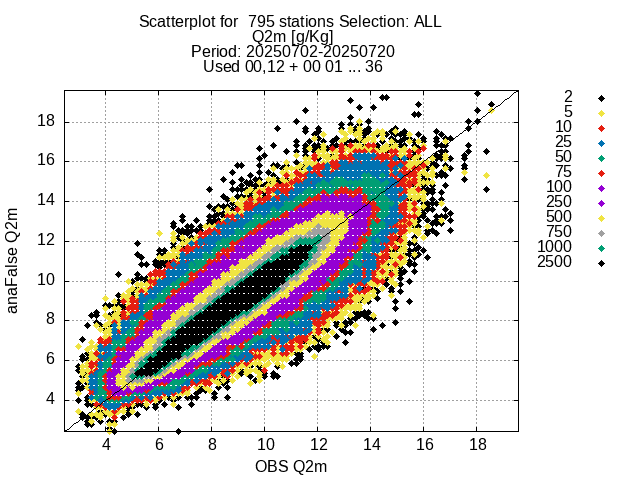 Scatterplot for  795 stations Selection: ALL
Q2m [g/Kg]
Period: 20250702-20250720
Used 00,12 + 00 01 ... 36
2
5
10
25
50
75
100
250
500
750
1000
2500
18
16
14
12
10
8
6
4
anaFalse Q2m
4 6 8 10 12 14 16 18
OBS Q2m